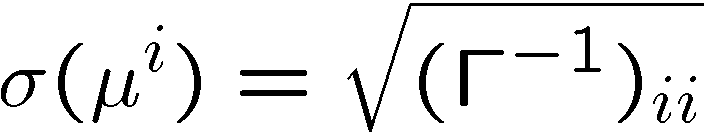 σ(μ^i) = √(Γ^{-1})_{ii}